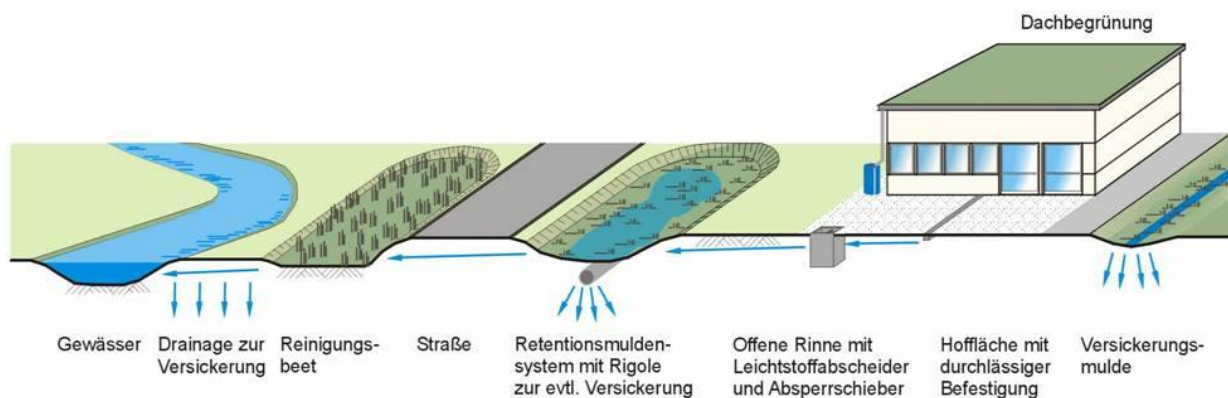 Dachbegrünung
Gewässer
Drainage zur
Versickerung
Reinigungs-
beet
Straße
Retentionsmulden-
system mit Rigole
zur evtl. Versickerung
Offene Rinne mit
Leichtstoffabscheider
und Absperrschieber
Hoffläche mit
durchlässiger
Befestigung
Versickerungs-
mulde